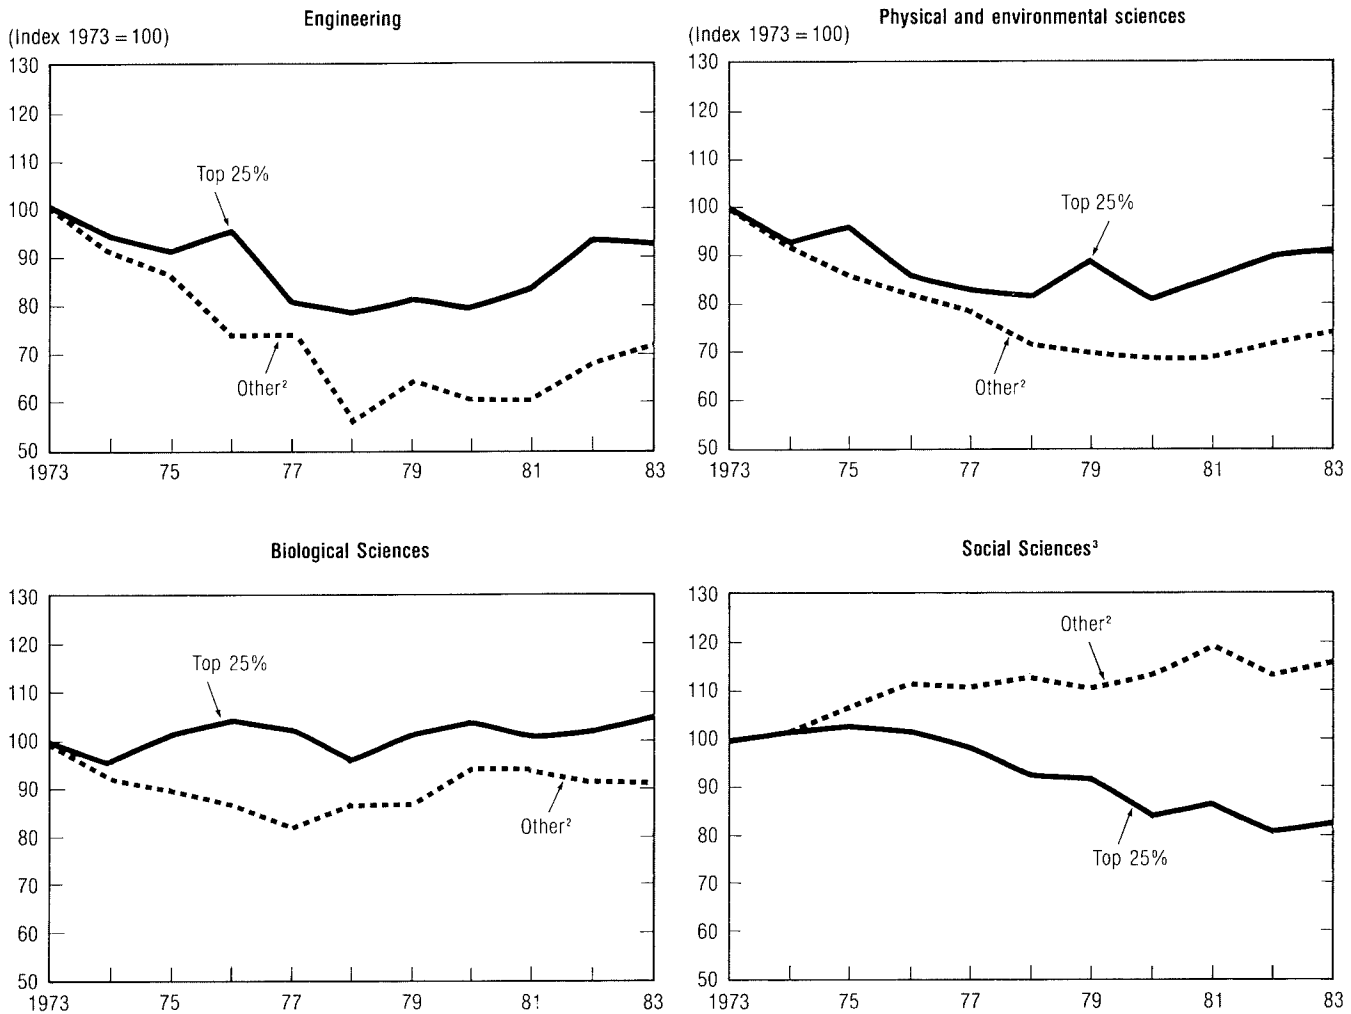 Engineering
(Index 1973 = 100)
130
120
110
100
90
80
70
60
50
1973 75 77 79 81 83
Top 25%
Other²
Physical and environmental sciences
(Index 1973 = 100)
130
120
110
100
90
80
70
60
50
1973 75 77 79 81 83
Top 25%
Other²
Biological Sciences
130
120
110
100
90
80
70
60
50
1973 75 77 79 81 83
Top 25%
Other²
Social Sciences³
130
120
110
100
90
80
70
60
50
1973 75 77 79 81 83
Other²
Top 25%